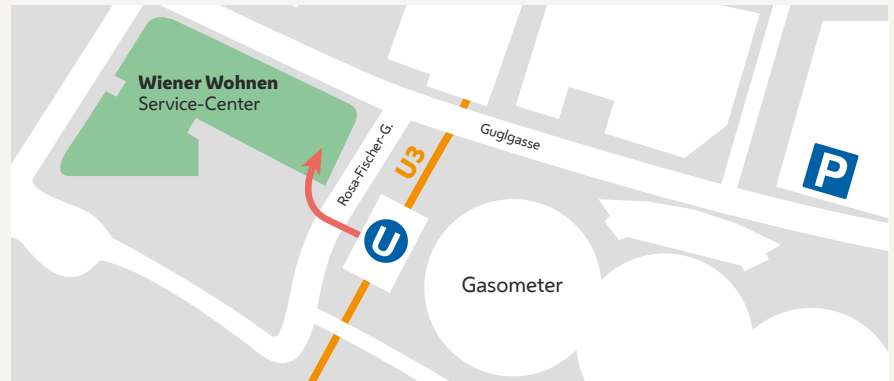 Wiener Wohnen
Service-Center
Rosa-Fischer-G.
U3
Guglgasse
P
U
Gasometer